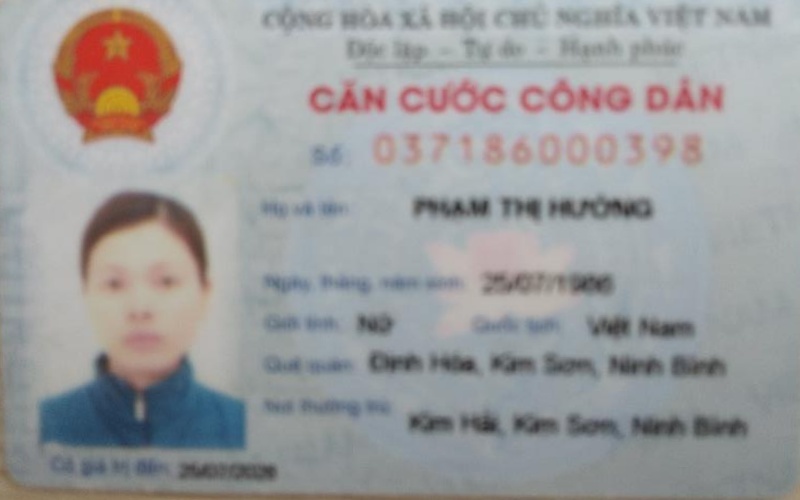 CỘNG HÒA XÃ HỘI CHỦ NGHĨA VIỆT NAM
Độc lập – Tự do – Hạnh phúc
CĂN CƯỚC CÔNG DÂN
Số: 037186000398
Họ và tên: PHẠM THỊ HƯỜNG
Ngày, tháng, năm sinh: 25/07/1986
Giới tính: Nữ Quốc tịch: Việt Nam
Quê quán: Định Hóa, Kim Sơn, Ninh Bình
Nơi thường trú: Kim Hải, Kim Sơn, Ninh Bình
Có giá trị đến: 25/07/2026